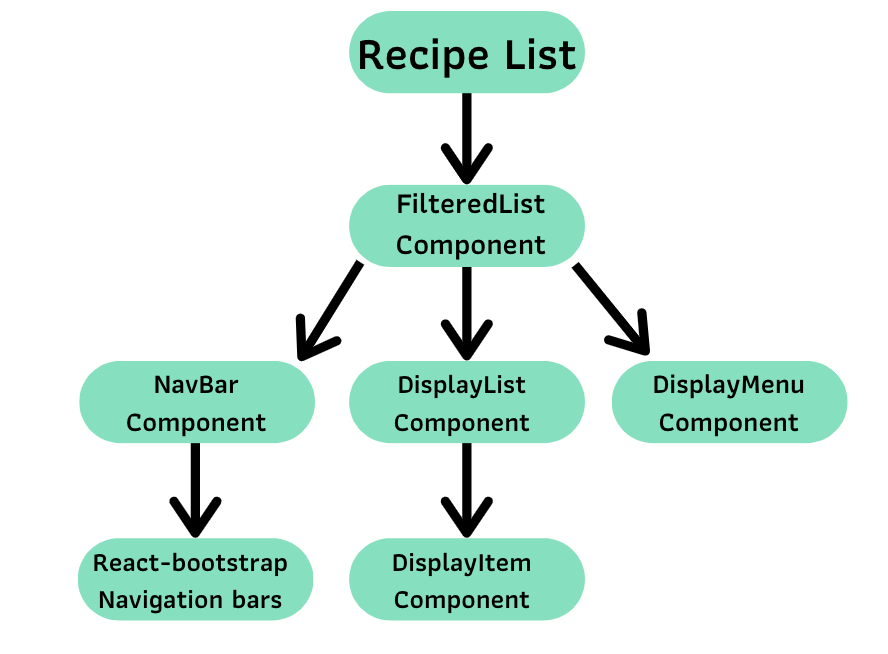 Recipe List
FilteredList
Component
NavBar
Component
DisplayList
Component
DisplayMenu
Component
React-bootstrap
Navigation bars
DisplayItem
Component